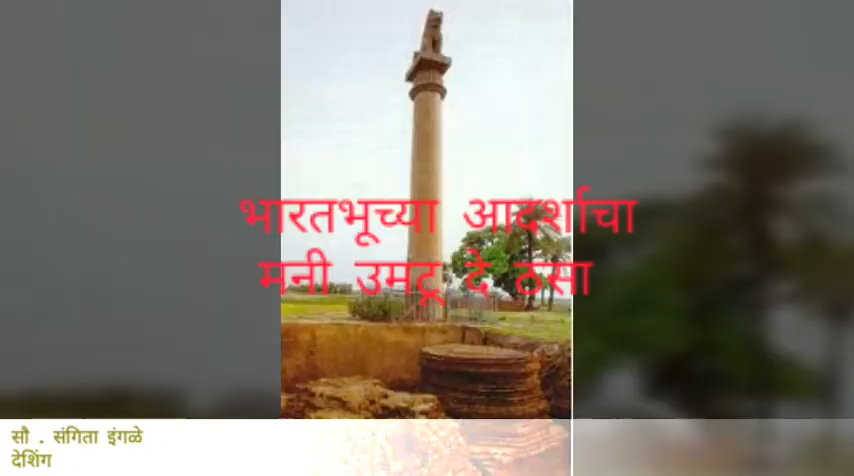 भारतभूच्या आदर्शाचा
मनी उमटू दे ठसा
सौ . संगिता इंगळे
देशिंग